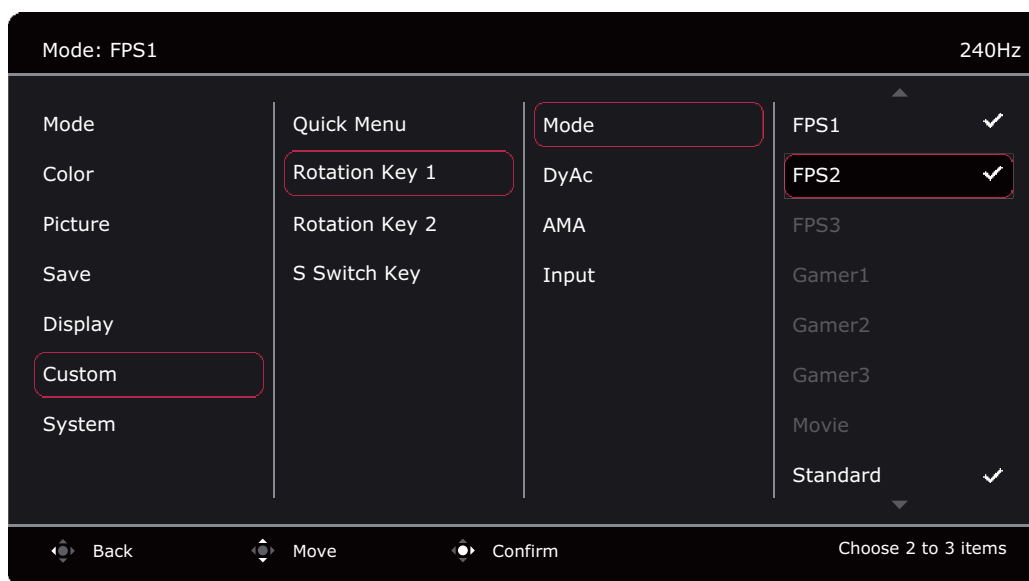 Mode: FPS1
240Hz
Mode
Color
Picture
Save
Display
Custom
System
Quick Menu
Rotation Key 1
Rotation Key 2
S Switch Key
Mode
DyAc
AMA
Input
FPS1
FPS2
FPS3
Gamer1
Gamer2
Gamer3
Movie
Standard
Back
Move
Confirm
Choose 2 to 3 items